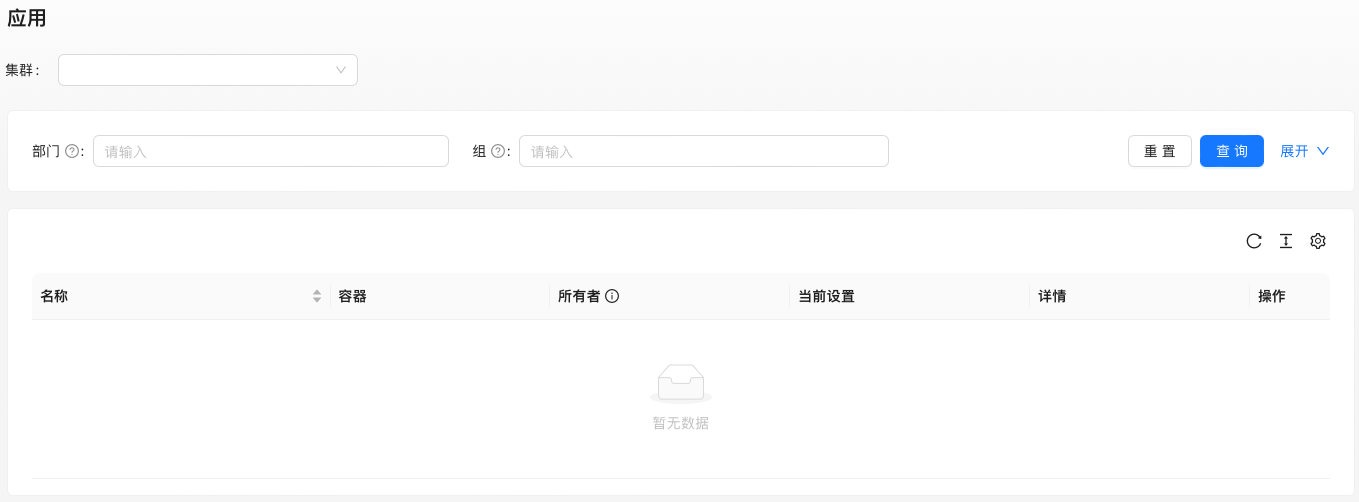 应用
集群：
部门 ?: 请输入 组 ?: 请输入 重 置 查 询 展开
名称 容器 所有者 当前设置 详情 操作
暂无数据